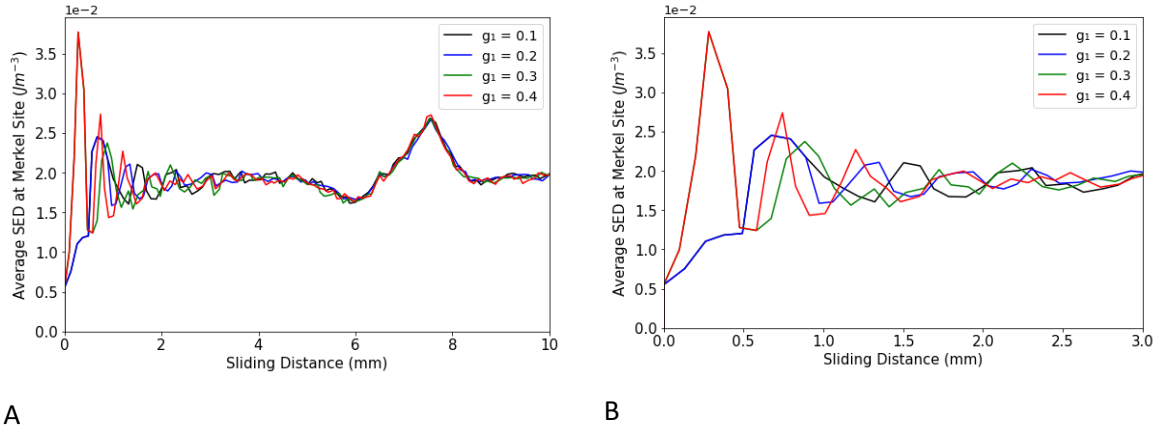 1e−2
Average SED at Merkel Site (Jm⁻³)
3.5
3.0
2.5
2.0
1.5
1.0
0.5
0.0
g₁ = 0.1
g₁ = 0.2
g₁ = 0.3
g₁ = 0.4
0 2 4 6 8 10
Sliding Distance (mm)
A
1e−2
Average SED at Merkel Site (Jm⁻³)
3.5
3.0
2.5
2.0
1.5
1.0
0.5
0.0
g₁ = 0.1
g₁ = 0.2
g₁ = 0.3
g₁ = 0.4
0.0 0.5 1.0 1.5 2.0 2.5 3.0
Sliding Distance (mm)
B